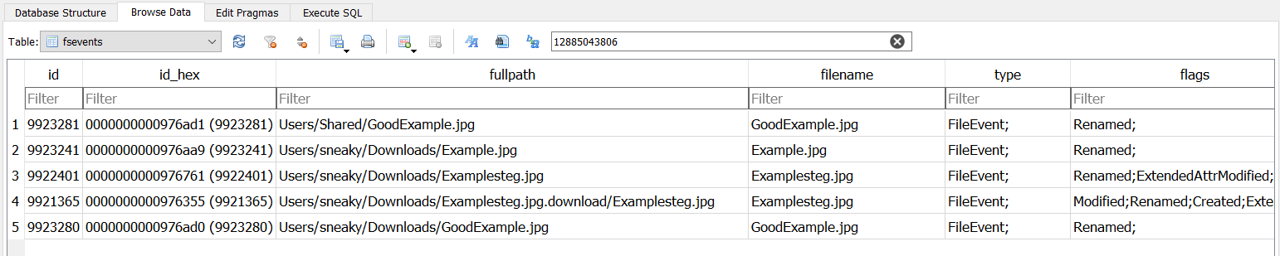 Database Structure Browse Data Edit Pragmas Execute SQL
Table: fsevents 12885043806
id id_hex fullpath filename type flags
Filter Filter Filter Filter Filter Filter
1 9923281 0000000000976ad1 (9923281) Users/Shared/GoodExample.jpg GoodExample.jpg FileEvent; Renamed;
2 9923241 0000000000976aa9 (9923241) Users/sneaky/Downloads/Example.jpg Example.jpg FileEvent; Renamed;
3 9922401 0000000000976761 (9922401) Users/sneaky/Downloads/Examplesteg.jpg Examplesteg.jpg FileEvent; Renamed;ExtendedAttrModified;
4 9921365 0000000000976355 (9921365) Users/sneaky/Downloads/Examplesteg.jpg.download/Examplesteg.jpg Examplesteg.jpg FileEvent; Modified;Renamed;Created;Exte
5 9923280 0000000000976ad0 (9923280) Users/sneaky/Downloads/GoodExample.jpg GoodExample.jpg FileEvent; Renamed;